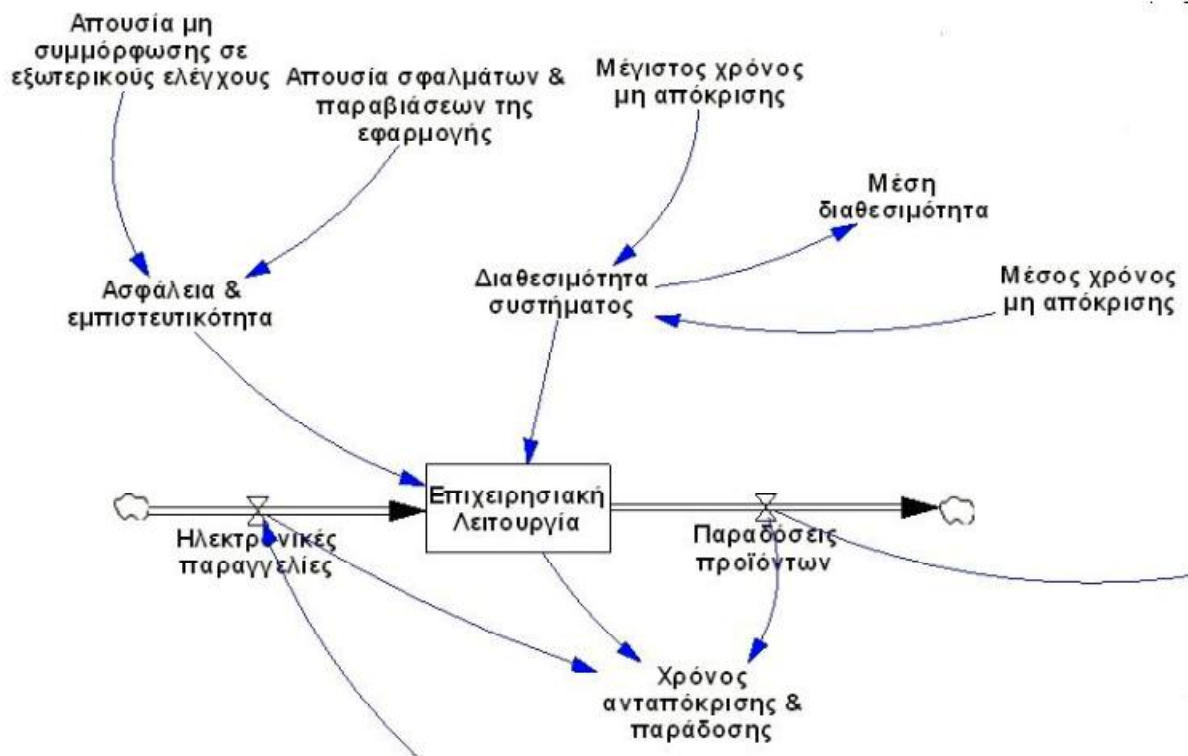 Απουσία μη
συμμόρφωσης σε
εξωτερικούς ελέγχους
Απουσία σφαλμάτων &
παραβιάσεων της
εφαρμογής
Μέγιστος χρόνος
μη απόκρισης
Μέση
διαθεσιμότητα
Ασφάλεια &
εμπιστευτικότητα
Διαθεσιμότητα
συστήματος
Μέσος χρόνος
μη απόκρισης
Επιχειρησιακή
Λειτουργία
Ηλεκτρονικές
παραγγελίες
Παραδόσεις
προϊόντων
Χρόνος
ανταπόκρισης &
παράδοσης